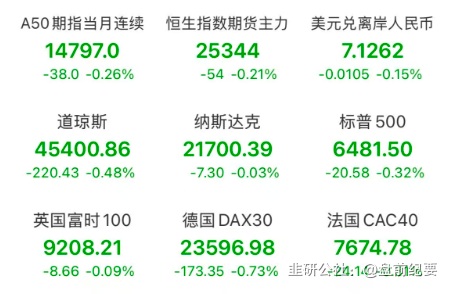 A50期指当月连续 恒生指数期货主力 美元兑离岸人民币
14797.0 25344 7.1262
-38.0 -0.26% -54 -0.21% -0.0105 -0.15%
道琼斯 纳斯达克 标普500
45400.86 21700.39 6481.50
-220.43 -0.48% -7.30 -0.03% -20.58 -0.32%
英国富时100 德国DAX30 法国CAC40
9208.21 23596.98 7674.78
-8.66 -0.09% -173.35 -0.73%
韭研公社 @盘前纪要